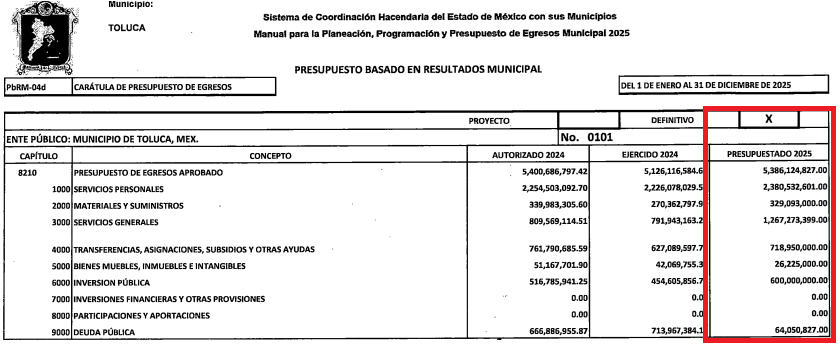 Municipio:
TOLUCA
Sistema de Coordinación Hacendaria del Estado de México con sus Municipios
Manual para la Planeación, Programación y Presupuesto de Egresos Municipal 2025
PRESUPUESTO BASADO EN RESULTADOS MUNICIPAL
PbRM-04d CARÁTULA DE PRESUPUESTO DE EGRESOS DEL 1 DE ENERO AL 31 DE DICIEMBRE DE 2025
PROYECTO DEFINITIVO X
ENTE PÚBLICO: MUNICIPIO DE TOLUCA, MEX. No. 0101
CAPÍTULO CONCEPTO AUTORIZADO 2024 EJERCIDO 2024 PRESUPUESTADO 2025
8210 PRESUPUESTO DE EGRESOS APROBADO 5,400,686,797.42 5,126,116,584.6 5,386,124,827.00
1000 SERVICIOS PERSONALES 2,254,503,092.70 2,226,078,029.5 2,380,532,601.00
2000 MATERIALES Y SUMINISTROS 339,983,305.60 270,362,797.9 329,093,000.00
3000 SERVICIOS GENERALES 809,569,114.51 791,943,163.2 1,267,273,399.00
4000 TRANSFERENCIAS, ASIGNACIONES, SUBSIDIOS Y OTRAS AYUDAS 761,790,685.59 627,089,597.7 718,950,000.00
5000 BIENES MUEBLES, INMUEBLES E INTANGIBLES 51,167,701.90 42,069,755.3 26,225,000.00
6000 INVERSION PÚBLICA 516,785,941.25 454,605,856.7 600,000,000.00
7000 INVERSIONES FINANCIERAS Y OTRAS PROVISIONES 0.00 0.0 0.00
8000 PARTICIPACIONES Y APORTACIONES 0.00 0.0 0.00
9000 DEUDA PÚBLICA 666,886,955.87 713,967,384.1 64,050,827.00